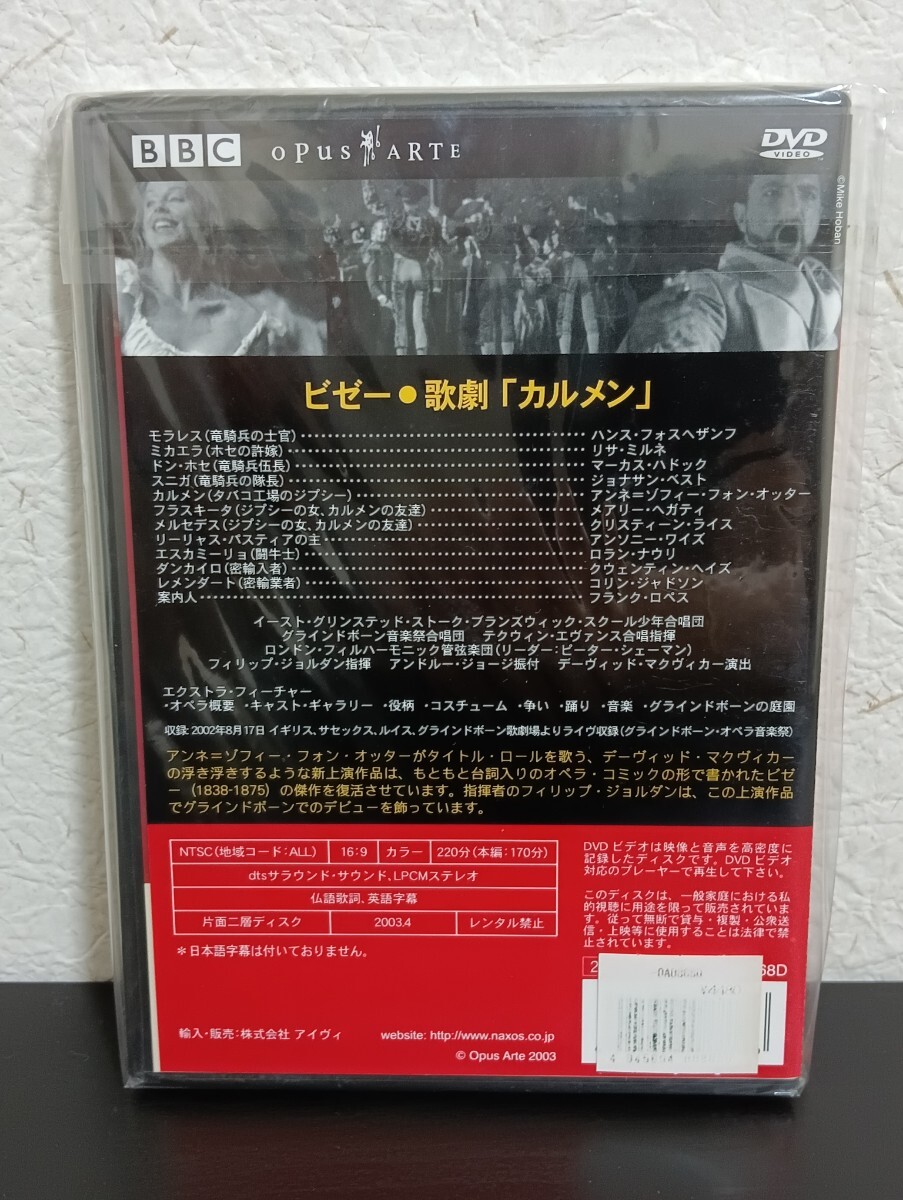 BBC OPUS ARTE DVD VIDEO
©Mike Hoban
ビゼー●歌劇「カルメン」
モラレス(竜騎兵の士官) ハンス・フォスヘザンフ
ミカエラ(ホセの許嫁) リサ・ミルネ
ドン・ホセ(竜騎兵伍長) マーカス・ハドック
スニガ(竜騎兵の隊長) ジョナサン・ベスト
カルメン(タバコ工場のジプシー) アンネ=ゾフィー・フォン・オッター
フラスキータ(ジプシーの女、カルメンの友達) メアリー・ヘガティ
メルセデス(ジプシーの女、カルメンの友達) クリスティーン・ライス
リーリャス・パスティアの主 アンソニー・ワイズ
エスカミーリョ(闘牛士) ロラン・ナウリ
ダンカイロ(密輸入者) クウェンティン・ヘイズ
レメンダート(密輸業者) コリン・ジャドソン
案内人 フランク・ロペス
イースト・グリンステッド・ストーク・ブランズウィック・スクール少年合唱団
グラインドボーン音楽祭合唱団 テクウィン・エヴァンス合唱指揮
ロンドン・フィルハーモニック管弦楽団(リーダー:ピーター・シェーマン)
フィリップ・ジョルダン指揮 アンドルー・ジョージ振付 デーヴィッド・マクヴィカー演出
エクストラ・フィーチャー
・オペラ概要 ・キャスト・ギャラリー ・役柄 ・コスチューム ・争い ・踊り ・音楽 ・グラインドボーンの庭園
収録:2002年8月17日 イギリス、サセックス、ルイス、グラインドボーン歌劇場よりライヴ収録(グラインドボーン・オペラ音楽祭)
アンネ=ゾフィー・フォン・オッターがタイトル・ロールを歌う、デーヴィッド・マクヴィカー
の浮き浮きするような新上演作品は、もともと台詞入りのオペラ・コミックの形で書かれたビゼ
ー (1838-1875) の傑作を復活させています。指揮者のフィリップ・ジョルダンは、この上演作品
でグラインドボーンでのデビューを飾っています。
NTSC(地域コード:ALL) 16:9 カラー 220分(本編:170分)
dtsサラウンド・サウンド、LPCMステレオ
仏語歌詞、英語字幕
片面二層ディスク 2003.4 レンタル禁止
＊日本語字幕は付いておりません。
DVD ビデオは映像と音声を高密度に
記録したディスクです。DVD ビデオ
対応のプレーヤーで再生して下さい。
このディスクは、一般家庭における私
的視聴に用途を限って販売されていま
す。従って無断で貸与・複製・公衆送
信・上映等に使用することは法律で禁
止されています。
2 68D
輸入・販売:株式会社 アイヴィ website: http://www.naxos.co.jp
© Opus Arte 2003